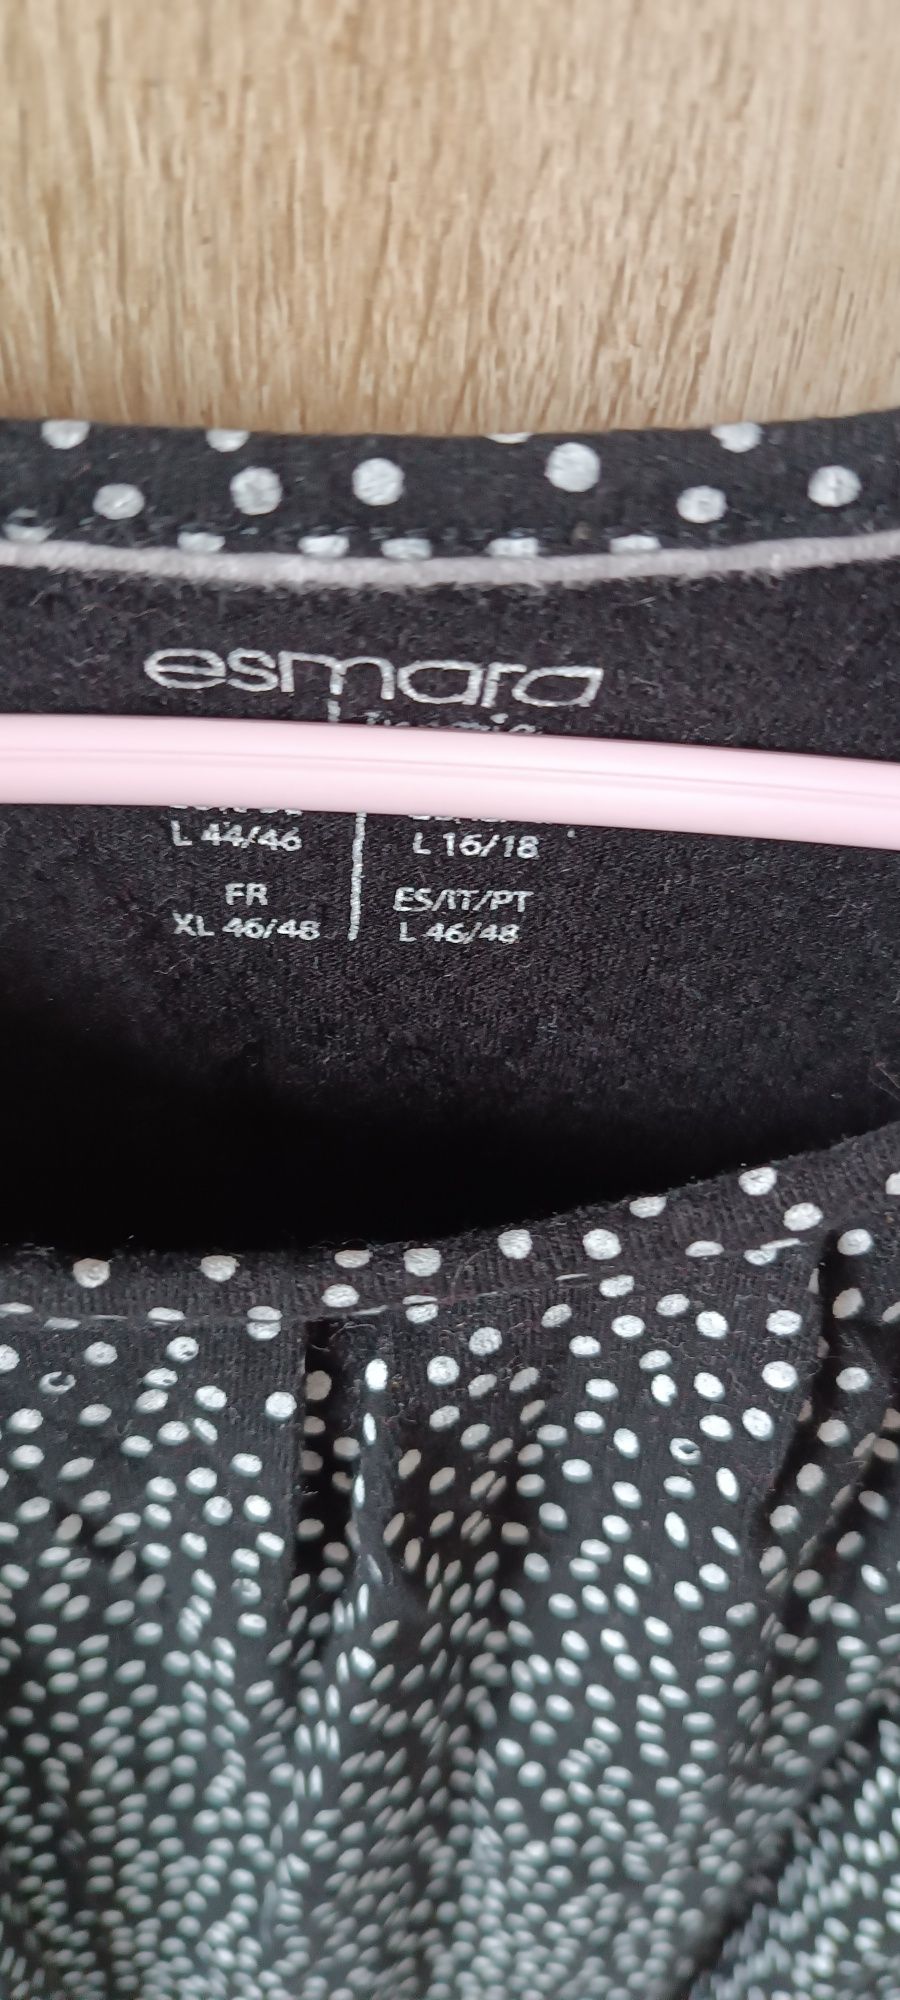 esmara
L 44/46
L 16/18
FR
ES/IT/PT
XL 46/48
L 46/48